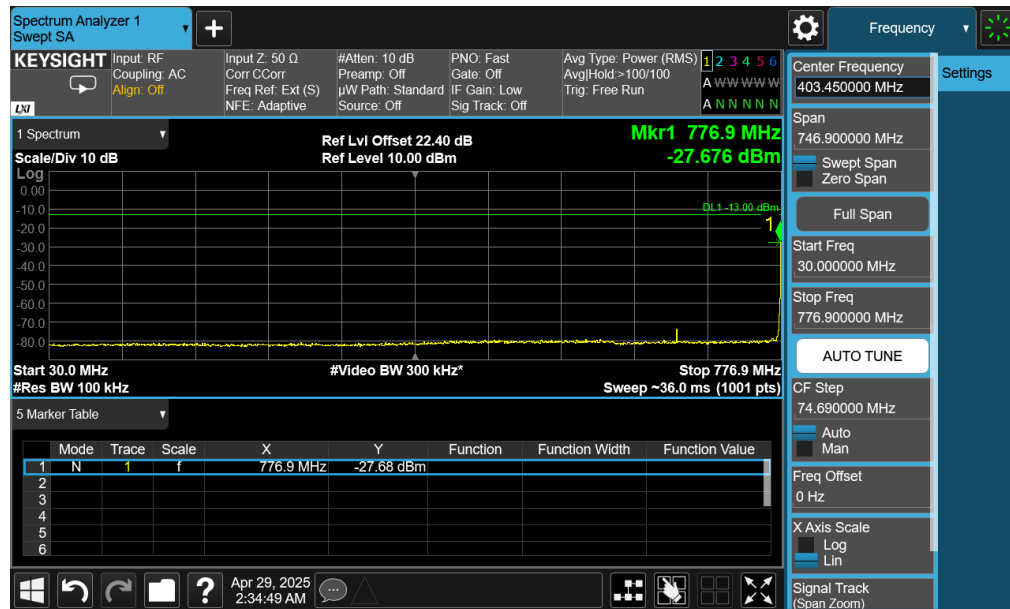 Spectrum Analyzer 1
Swept SA
+
Frequency
KEYSIGHT
LXI
Input: RF
Coupling: AC
Align: Off
Input Z: 50 Ω
Corr CCorr
Freq Ref: Ext (S)
NFE: Adaptive
#Atten: 10 dB
Preamp: Off
µW Path: Standard
Source: Off
PNO: Fast
Gate: Off
IF Gain: Low
Sig Track: Off
Avg Type: Power (RMS)
Avg|Hold:>100/100
Trig: Free Run
1 2 3 4 5 6
A W W W W W
A N N N N N
1 Spectrum
Scale/Div 10 dB
Ref Lvl Offset 22.40 dB
Ref Level 10.00 dBm
Mkr1 776.9 MHz
-27.676 dBm
Log
0.00
-10.0
-20.0
-30.0
-40.0
-50.0
-60.0
-70.0
-80.0
DL1 -13.00 dBm
1
Start 30.0 MHz
#Res BW 100 kHz
#Video BW 300 kHz*
Stop 776.9 MHz
Sweep ~36.0 ms (1001 pts)
5 Marker Table
Mode Trace Scale X Y Function Function Width Function Value
1 N 1 f 776.9 MHz -27.68 dBm
2
3
4
5
6
?
Apr 29, 2025
2:34:49 AM
Center Frequency
403.450000 MHz
Settings
Span
746.900000 MHz
Swept Span
Zero Span
Full Span
Start Freq
30.000000 MHz
Stop Freq
776.900000 MHz
AUTO TUNE
CF Step
74.690000 MHz
Auto
Man
Freq Offset
0 Hz
X Axis Scale
Log
Lin
Signal Track
(Span Zoom)